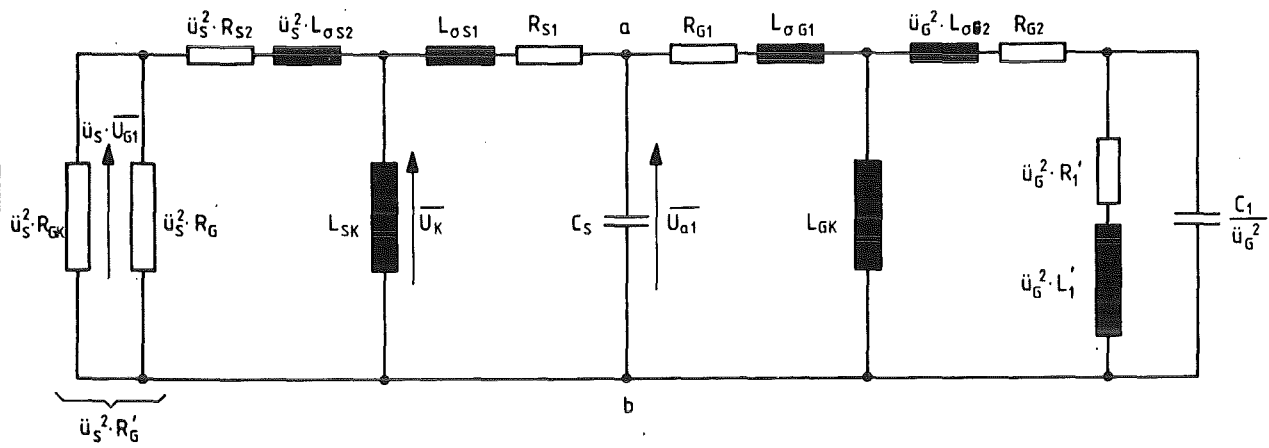 ü_S²·R_S2
ü_S²·L_σS2
L_σS1
R_S1
a
R_G1
L_σG1
ü_G²·L_σG2
R_G2
ü_S·U_G1
ü_S²·R_GK
ü_S²·R_G
L_SK
U_K
C_S
U_a1
L_GK
ü_G²·R_1'
ü_G²·L_1'
C_1
ü_G²
b
ü_S²·R_G'